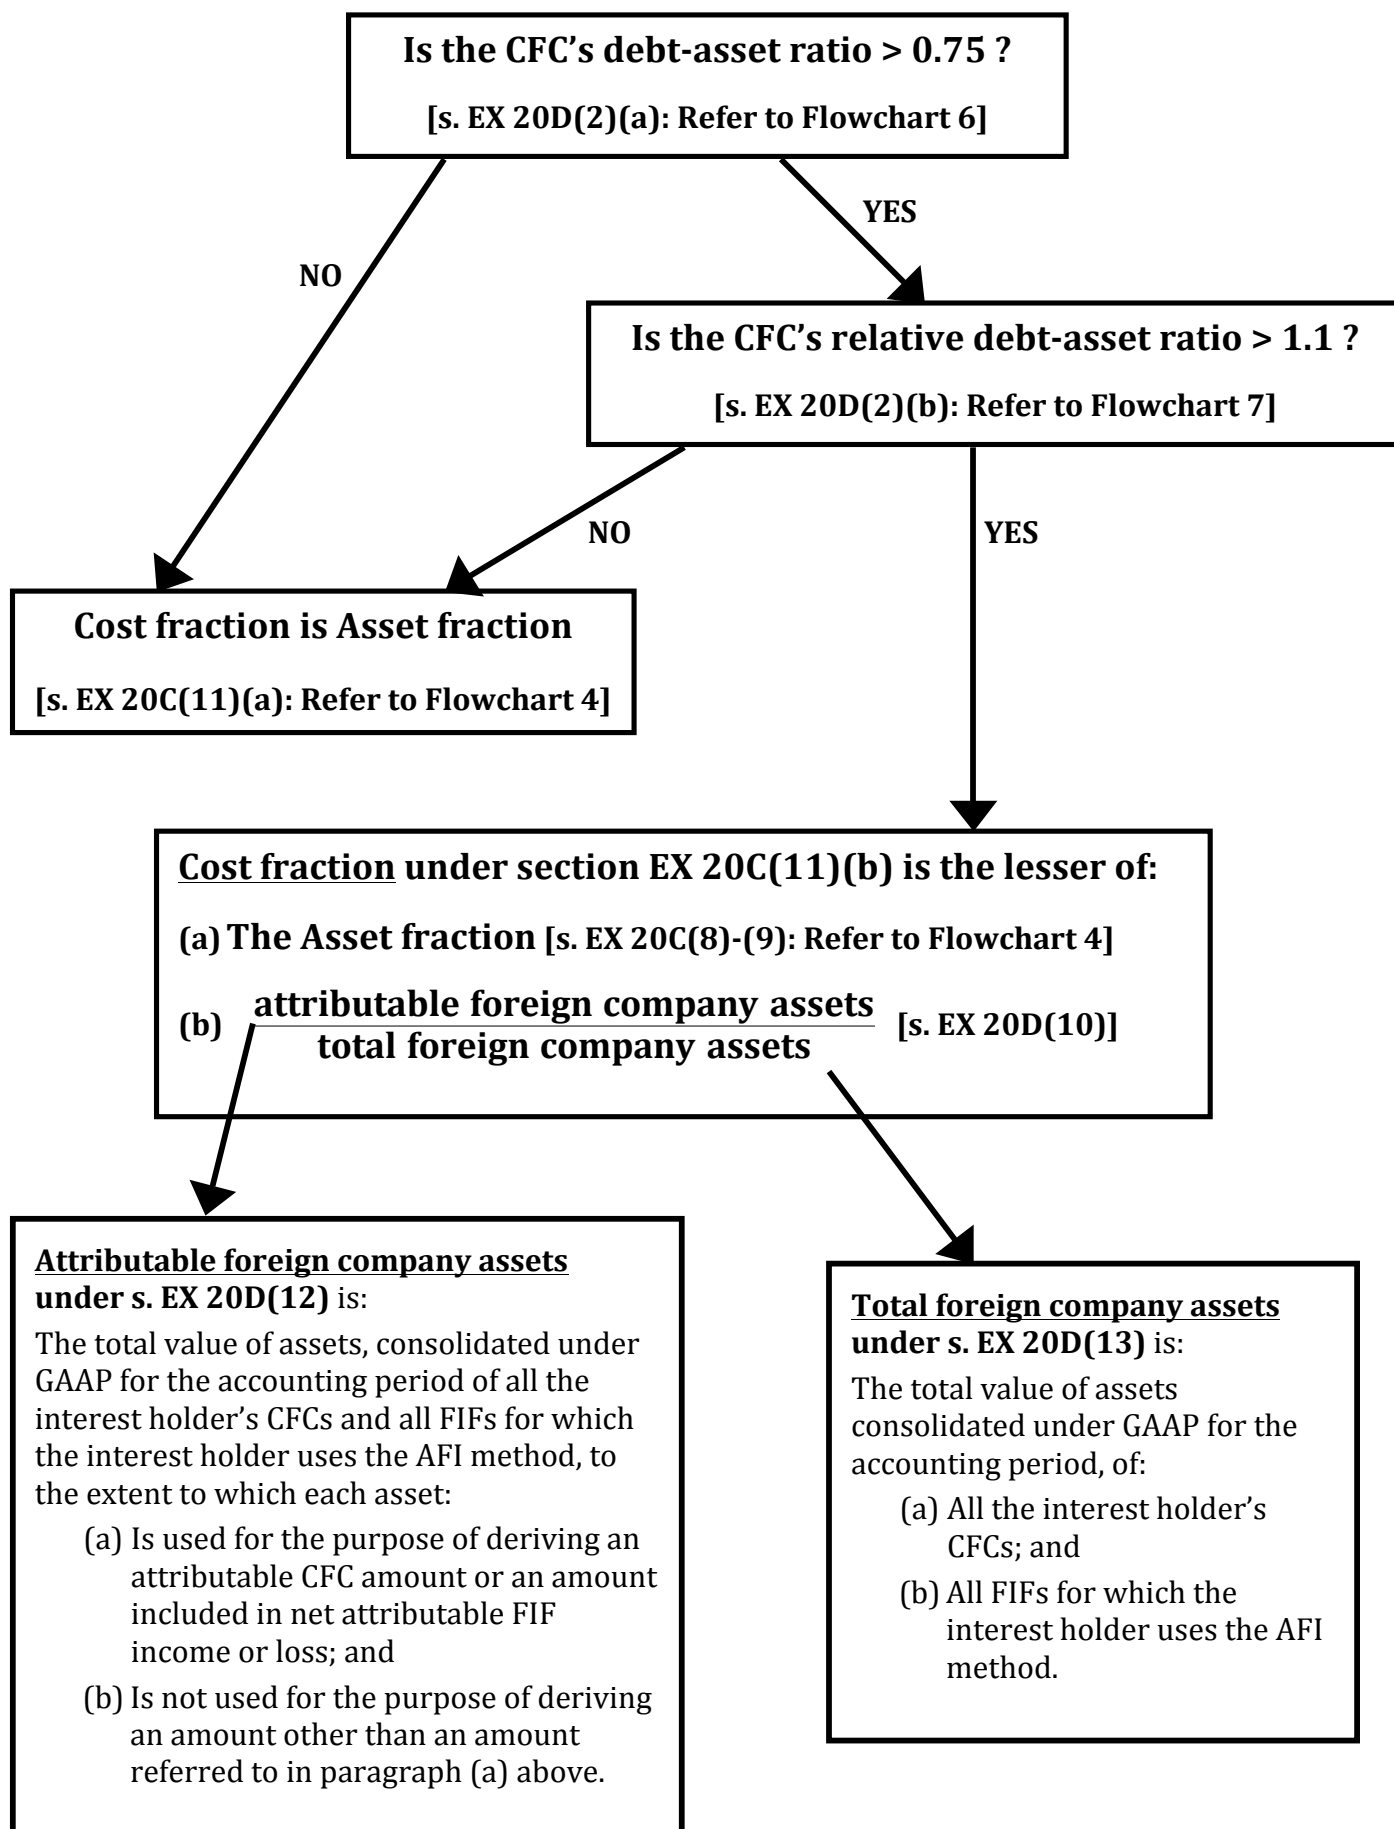 Is the CFC’s debt-asset ratio > 0.75 ?
[s. EX 20D(2)(a): Refer to Flowchart 6]
YES
NO
Is the CFC’s relative debt-asset ratio > 1.1 ?
[s. EX 20D(2)(b): Refer to Flowchart 7]
NO
YES
Cost fraction is Asset fraction
[s. EX 20C(11)(a): Refer to Flowchart 4]
Cost fraction under section EX 20C(11)(b) is the lesser of:
(a) The Asset fraction [s. EX 20C(8)-(9): Refer to Flowchart 4]
(b) attributable foreign company assets [s. EX 20D(10)]
total foreign company assets
Attributable foreign company assets
under s. EX 20D(12) is:
The total value of assets, consolidated under
GAAP for the accounting period of all the
interest holder’s CFCs and all FIFs for which
the interest holder uses the AFI method, to
the extent to which each asset:
(a) Is used for the purpose of deriving an
attributable CFC amount or an amount
included in net attributable FIF
income or loss; and
(b) Is not used for the purpose of deriving
an amount other than an amount
referred to in paragraph (a) above.
Total foreign company assets
under s. EX 20D(13) is:
The total value of assets
consolidated under GAAP for the
accounting period, of:
(a) All the interest holder’s
CFCs; and
(b) All FIFs for which the
interest holder uses the AFI
method.